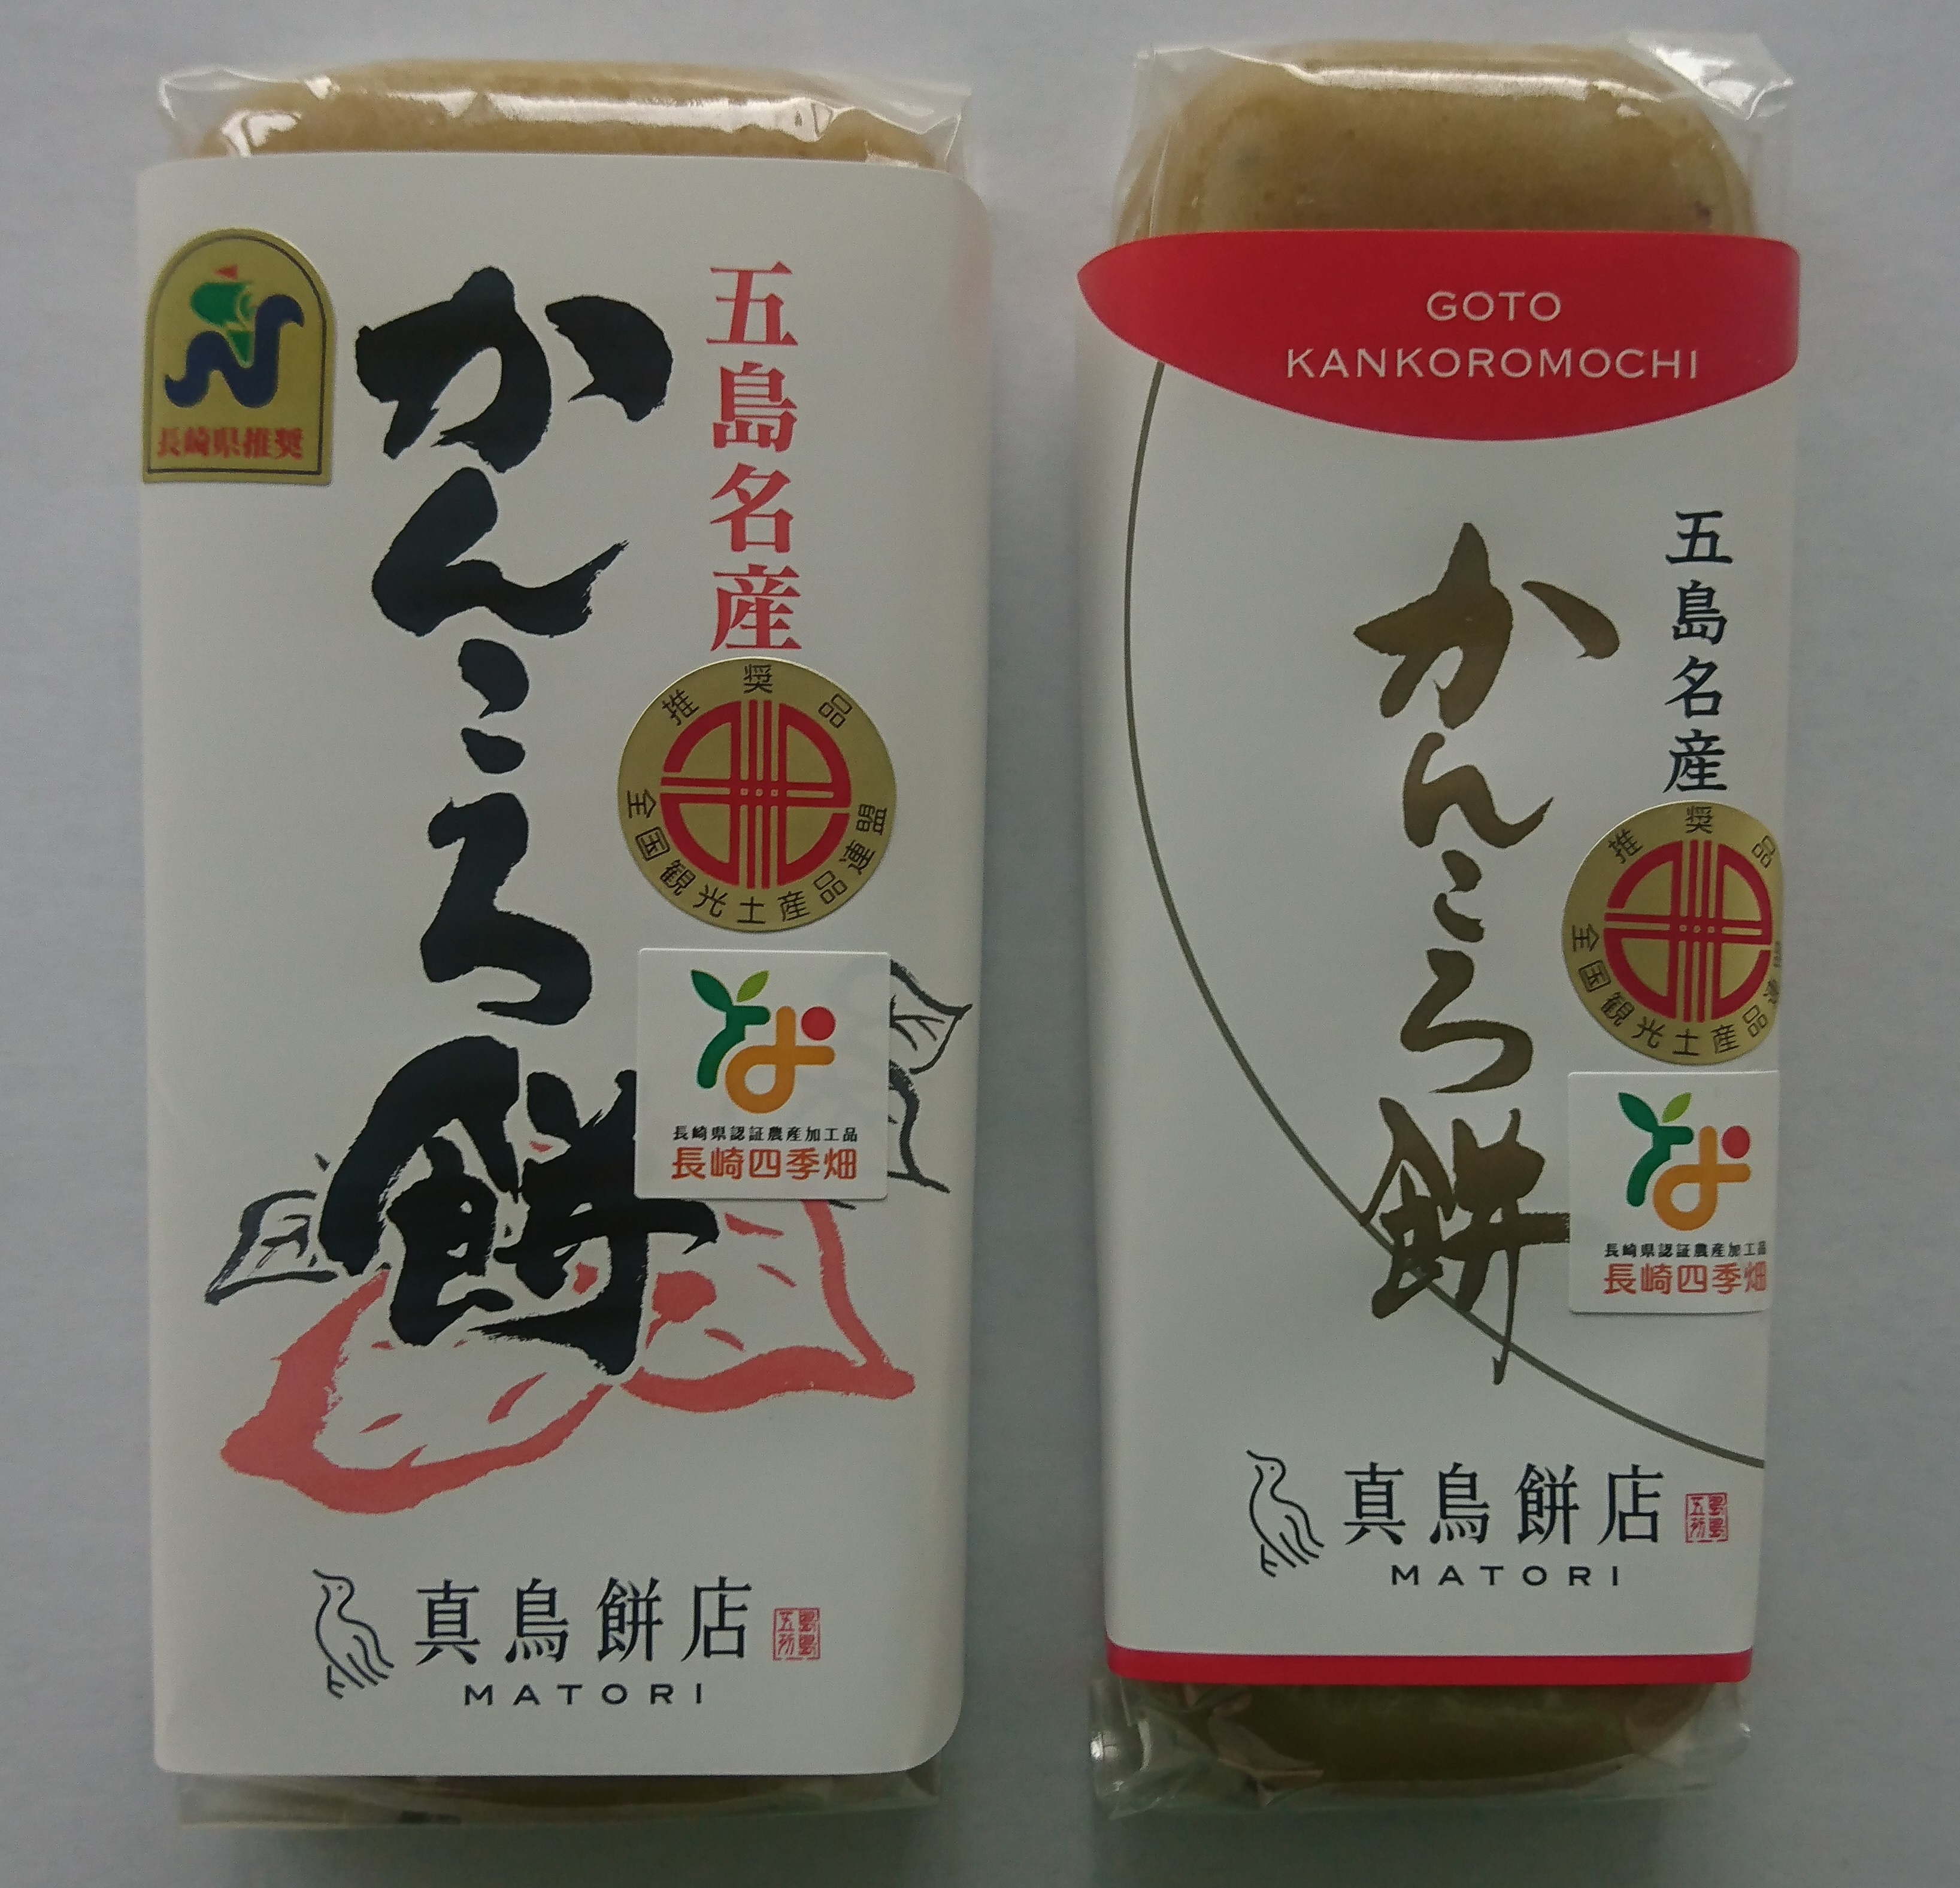 五島名産
かんころ餅
長崎県推奨
推奨品
全国観光土産品連盟
長崎県認証農産加工品
長崎四季畑
真鳥餅店
MATORI
GOTO
KANKOROMOCHI
五島名産
かんころ餅
推奨品
全国観光土産品連
長崎県認証農産加工品
長崎四季畑
真鳥餅店
MATORI